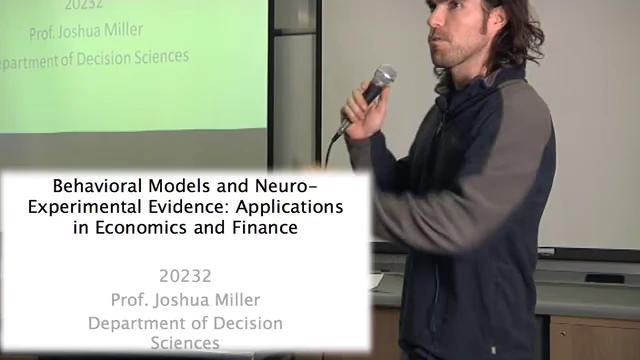 20232
Prof. Joshua Miller
epartment of Decision Sciences
Behavioral Models and Neuro-
Experimental Evidence: Applications
in Economics and Finance
20232
Prof. Joshua Miller
Department of Decision
Sciences